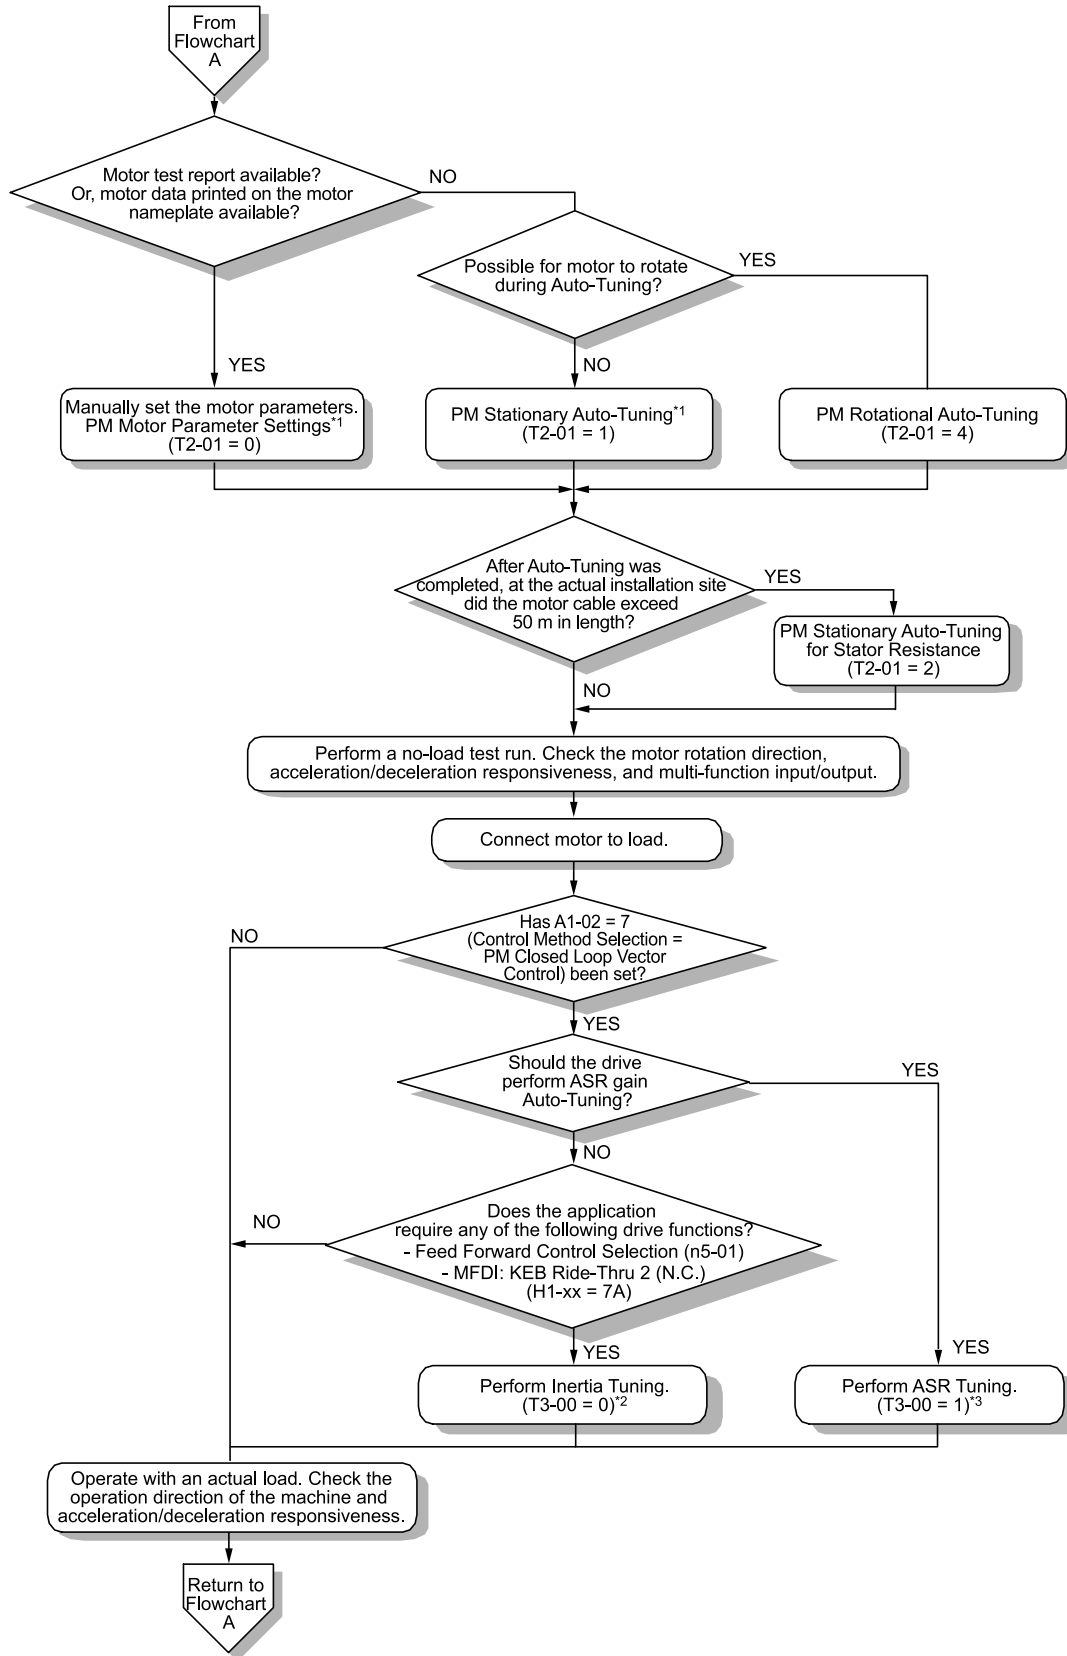 From
Flowchart
A
Motor test report available?
Or, motor data printed on the motor
nameplate available?
NO
Possible for motor to rotate
during Auto-Tuning?
YES
YES
NO
Manually set the motor parameters.
PM Motor Parameter Settings*1
(T2-01 = 0)
PM Stationary Auto-Tuning*1
(T2-01 = 1)
PM Rotational Auto-Tuning
(T2-01 = 4)
After Auto-Tuning was
completed, at the actual installation site
did the motor cable exceed
50 m in length?
YES
PM Stationary Auto-Tuning
for Stator Resistance
(T2-01 = 2)
NO
Perform a no-load test run. Check the motor rotation direction,
acceleration/deceleration responsiveness, and multi-function input/output.
Connect motor to load.
Has A1-02 = 7
(Control Method Selection =
PM Closed Loop Vector
Control) been set?
NO
YES
Should the drive
perform ASR gain
Auto-Tuning?
YES
NO
Does the application
require any of the following drive functions?
- Feed Forward Control Selection (n5-01)
- MFDI: KEB Ride-Thru 2 (N.C.)
(H1-xx = 7A)
NO
YES
YES
Perform Inertia Tuning.
(T3-00 = 0)*2
Perform ASR Tuning.
(T3-00 = 1)*3
Operate with an actual load. Check the
operation direction of the machine and
acceleration/deceleration responsiveness.
Return to
Flowchart
A